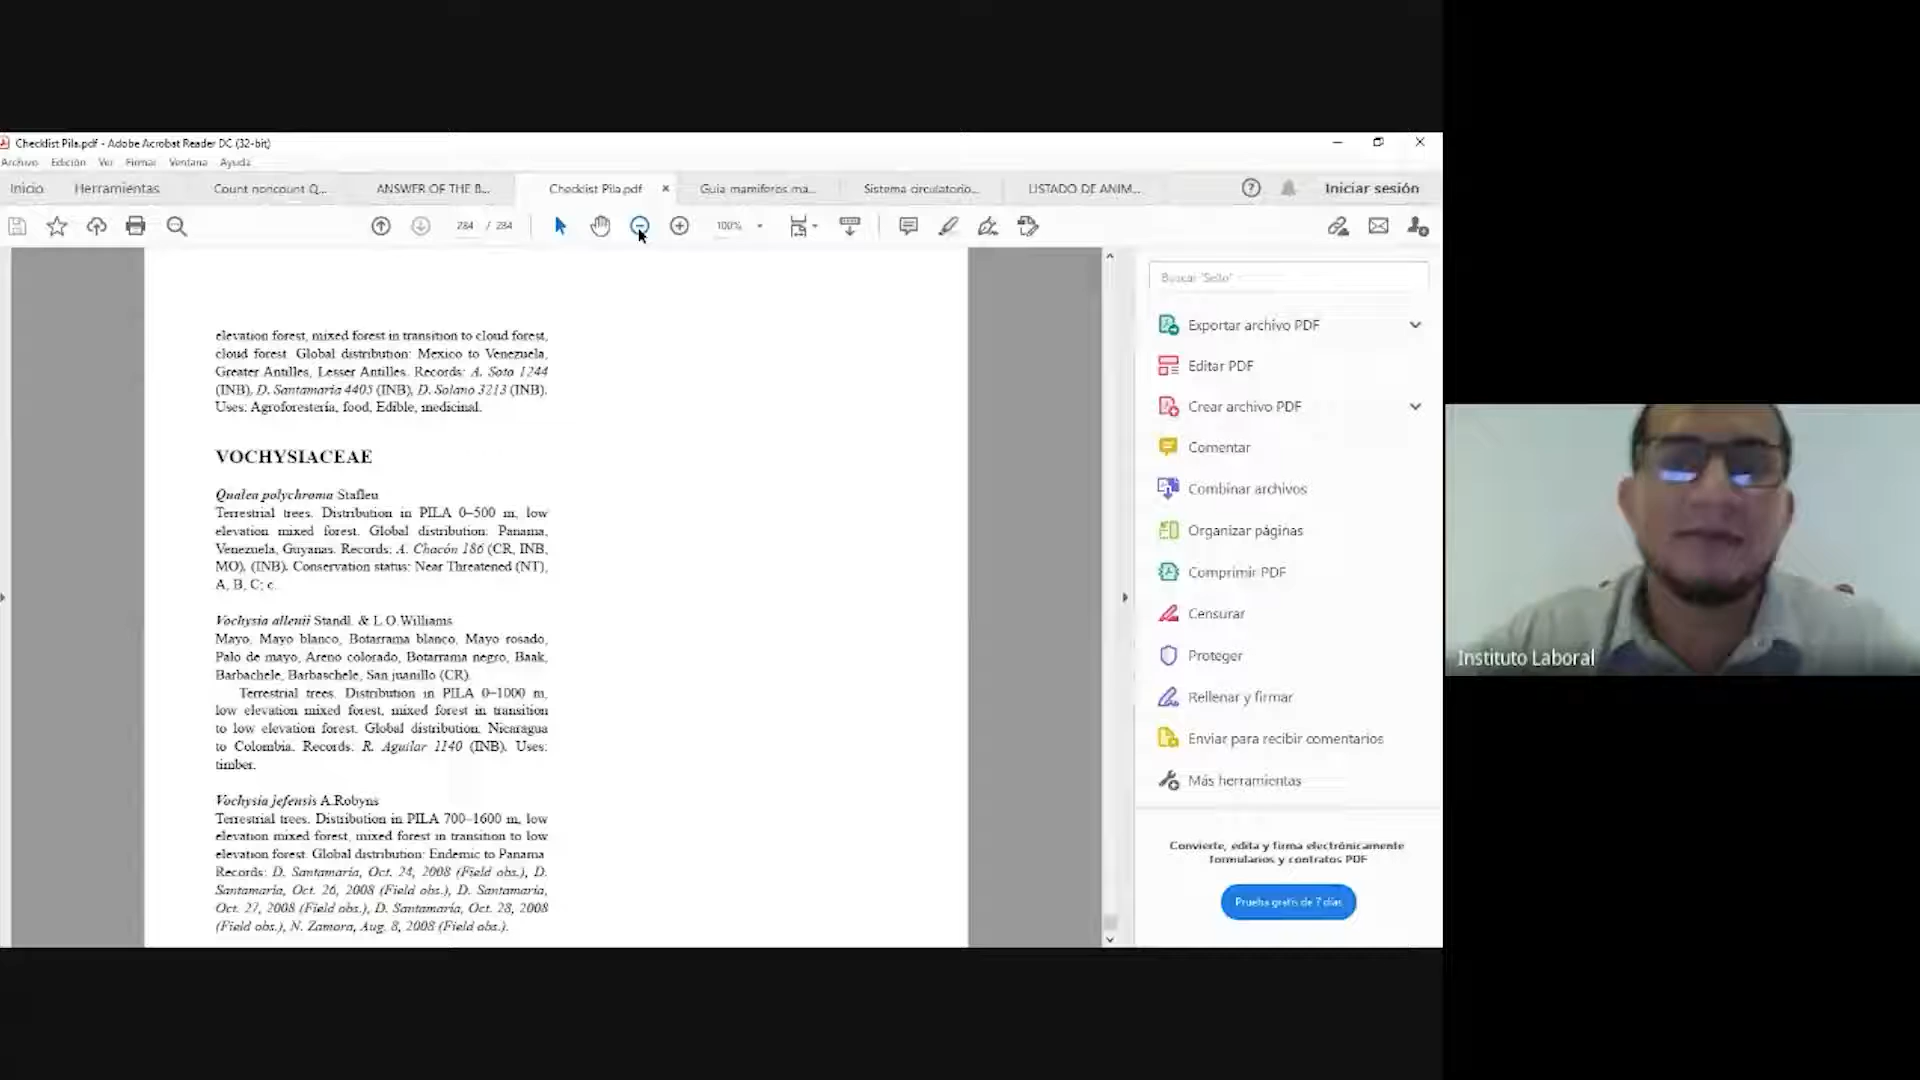 Checklist Pila.pdf - Adobe Acrobat Reader DC (32-bit)
Archivo Edición Ver Firmar Ventana Ayuda
Inicio Herramientas Count noncount Q... ANSWER OF THE B... Checklist Pila.pdf Guia mamiferos ma... Sistema circulatorio... LISTADO DE ANIM... Iniciar sesión
284 / 284 100%
elevation forest, mixed forest in transition to cloud forest,
cloud forest. Global distribution: Mexico to Venezuela,
Greater Antilles, Lesser Antilles. Records: A. Soto 1244
(INB), D. Santamaría 4405 (INB), D. Solano 3213 (INB).
Uses: Agroforestería, food, Edible, medicinal.
VOCHYSIACEAE
Qualea polychroma Stafleu
Terrestrial trees. Distribution in PILA 0–500 m, low
elevation mixed forest. Global distribution: Panama,
Venezuela, Guyanas. Records: A. Chacón 186 (CR, INB,
MO), (INB). Conservation status: Near Threatened (NT),
A, B, C; c.
Vochysia allenii Standl. & L.O.Williams
Mayo, Mayo blanco, Botarrama blanco, Mayo rosado,
Palo de mayo, Areno colorado, Botarrama negro, Baak,
Barbachele, Barbaschele, San juanillo (CR).
Terrestrial trees. Distribution in PILA 0–1000 m,
low elevation mixed forest, mixed forest in transition
to low elevation forest. Global distribution: Nicaragua
to Colombia. Records: R. Aguilar 1140 (INB). Uses:
timber.
Vochysia jefensis A.Robyns
Terrestrial trees. Distribution in PILA 700–1600 m, low
elevation mixed forest, mixed forest in transition to low
elevation forest. Global distribution: Endemic to Panama
Records: D. Santamaría, Oct. 24, 2008 (Field obs.), D.
Santamaría, Oct. 26, 2008 (Field obs.), D. Santamaría,
Oct. 27, 2008 (Field obs.), D. Santamaría, Oct. 28, 2008
(Field obs.), N. Zamora, Aug. 8, 2008 (Field obs.).
Buscar "Sello"
Exportar archivo PDF
Editar PDF
Crear archivo PDF
Comentar
Combinar archivos
Organizar páginas
Comprimir PDF
Censurar
Proteger
Rellenar y firmar
Enviar para recibir comentarios
Más herramientas
Convierte, edita y firma electrónicamente
formularios y contratos PDF
Prueba gratis de 7 días
Instituto Laboral